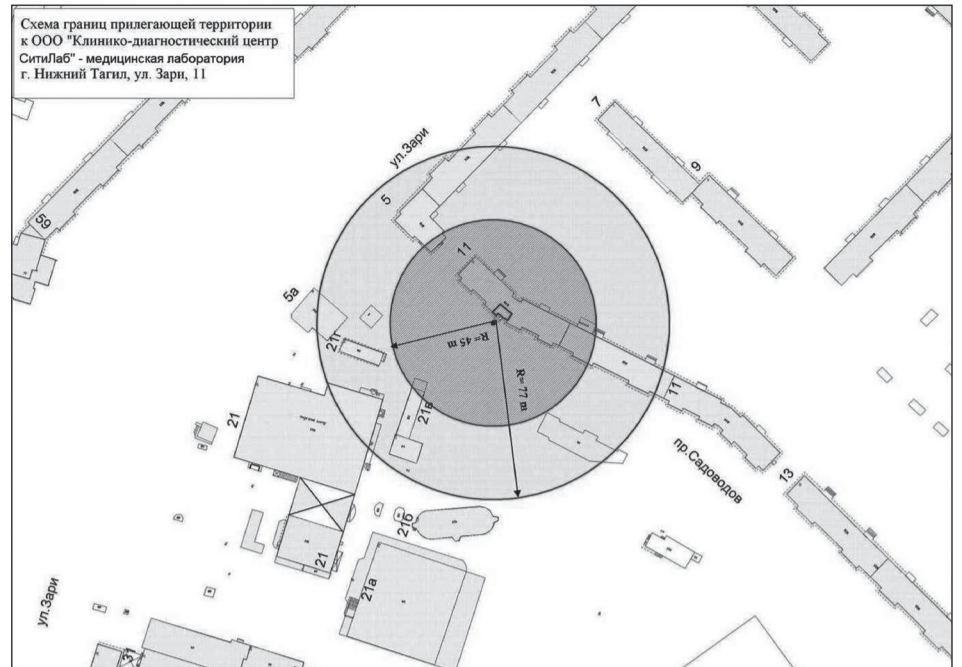 Схема границ прилегающей территории
к ООО "Клинико-диагностический центр
СитиЛаб" - медицинская лаборатория
г. Нижний Тагил, ул. Зари, 11
7
ул.Зари
9
5
59
11
5а
21г
R=45 m
R= 77 m
11
21
21в
пр.Садоводов
13
21б
21
21а
ул.Зари
31